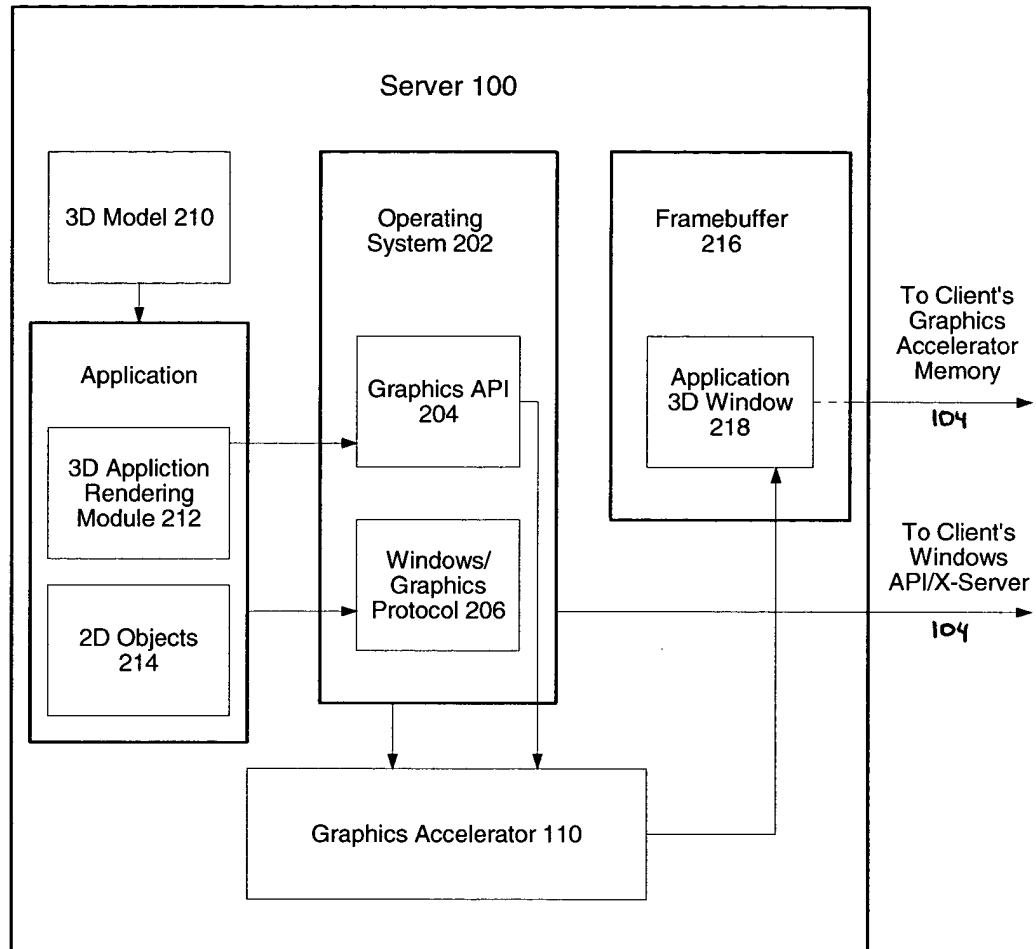 Server 100
3D Model 210
Application
3D Appliction
Rendering
Module 212
2D Objects
214
Operating
System 202
Graphics API
204
Windows/
Graphics
Protocol 206
Framebuffer
216
Application
3D Window
218
Graphics Accelerator 110
To Client's
Graphics
Accelerator
Memory
104
To Client's
Windows
API/X-Server
104